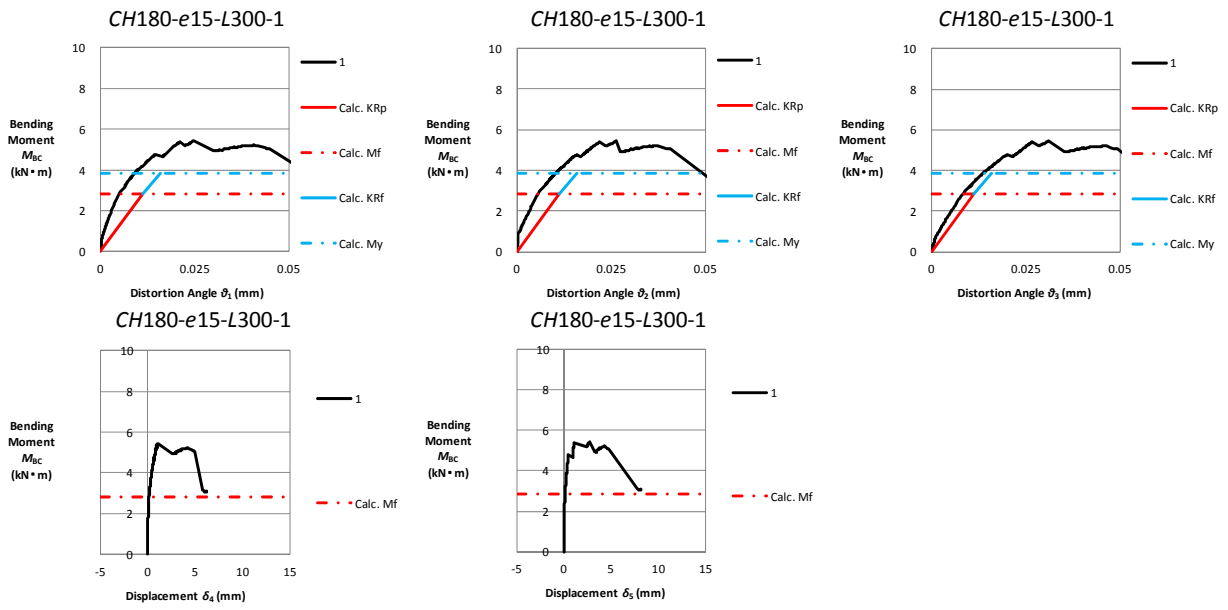 CH180-e15-L300-1
10
8
6
4
2
0
0
0.025
0.05
Bending
Moment
M_BC
(kN・m)
Distortion Angle ϑ₁ (mm)
1
Calc. KRp
Calc. Mf
Calc. KRf
Calc. My
CH180-e15-L300-1
10
8
6
4
2
0
0
0.025
0.05
Bending
Moment
M_BC
(kN・m)
Distortion Angle ϑ₂ (mm)
1
Calc. KRp
Calc. Mf
Calc. KRf
Calc. My
CH180-e15-L300-1
10
8
6
4
2
0
0
0.025
0.05
Bending
Moment
M_BC
(kN・m)
Distortion Angle ϑ₃ (mm)
1
Calc. KRp
Calc. Mf
Calc. KRf
Calc. My
CH180-e15-L300-1
10
8
6
4
2
0
-5
0
5
10
15
Bending
Moment
M_BC
(kN・m)
Displacement δ₄ (mm)
1
Calc. Mf
CH180-e15-L300-1
10
8
6
4
2
0
-5
0
5
10
15
Bending
Moment
M_BC
(kN・m)
Displacement δ₅ (mm)
1
Calc. Mf